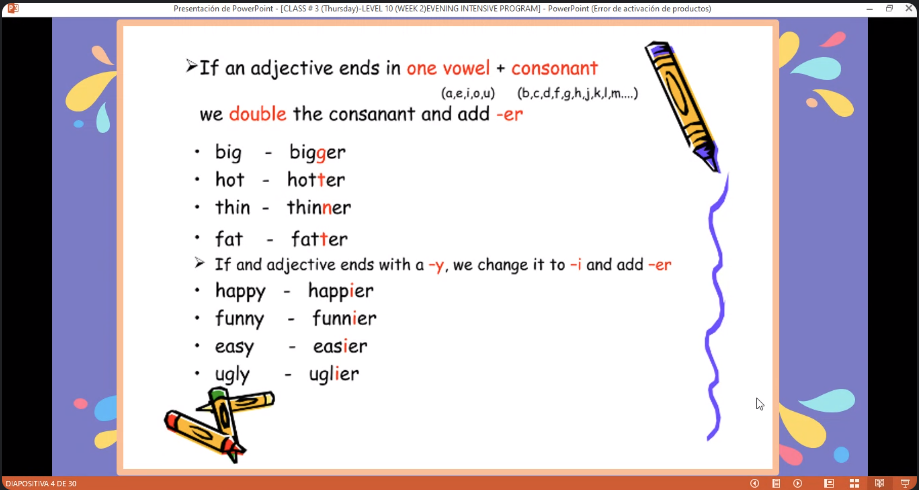 Presentación de PowerPoint - [CLASS # 3 (Thursday)-LEVEL 10 (WEEK 2)EVENING INTENSIVE PROGRAM] - PowerPoint (Error de activación de productos)
➢If an adjective ends in one vowel + consonant
(a,e,i,o,u) (b,c,d,f,g,h,j,k,l,m....)
we double the consanant and add -er
• big - bigger
• hot - hotter
• thin - thinner
• fat - fatter
➢ If and adjective ends with a -y, we change it to -i and add -er
• happy - happier
• funny - funnier
• easy - easier
• ugly - uglier
DIAPOSITIVA 4 DE 30